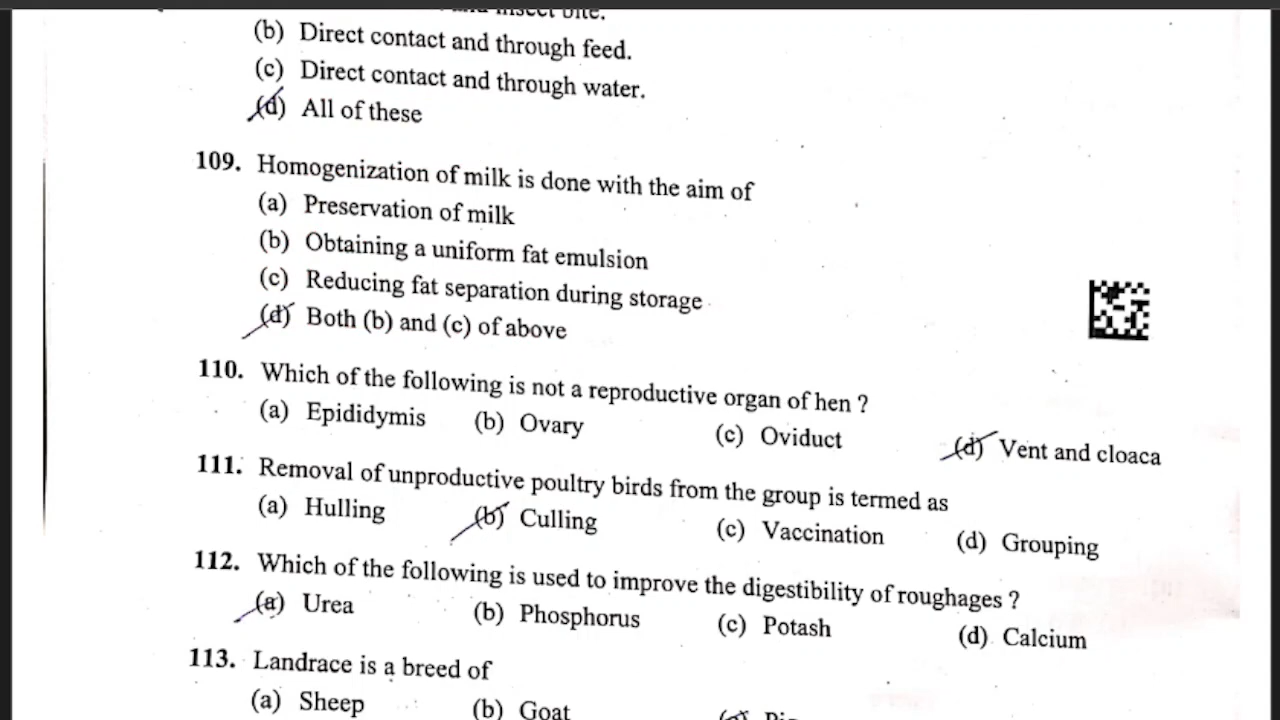 insect bite.
(b) Direct contact and through feed.
(c) Direct contact and through water.
(d) All of these
109. Homogenization of milk is done with the aim of
(a) Preservation of milk
(b) Obtaining a uniform fat emulsion
(c) Reducing fat separation during storage
(d) Both (b) and (c) of above
110. Which of the following is not a reproductive organ of hen ?
(a) Epididymis (b) Ovary (c) Oviduct (d) Vent and cloaca
111. Removal of unproductive poultry birds from the group is termed as
(a) Hulling (b) Culling (c) Vaccination (d) Grouping
112. Which of the following is used to improve the digestibility of roughages ?
(a) Urea (b) Phosphorus (c) Potash (d) Calcium
113. Landrace is a breed of
(a) Sheep (b) Goat